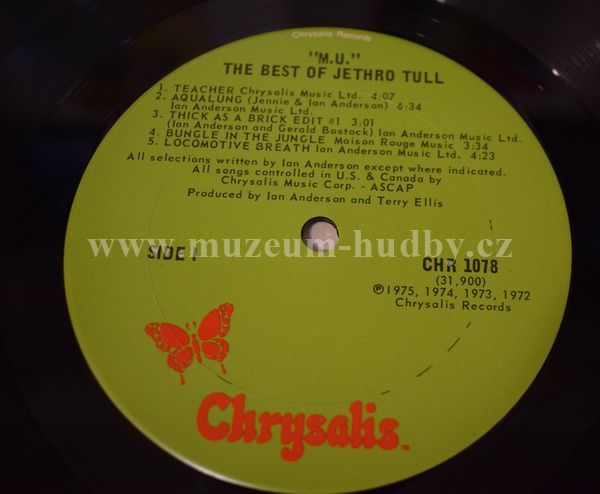 Chrysalis Records
"M.U."
THE BEST OF JETHRO TULL
1. TEACHER Chrysalis Music Ltd. 4:07
2. AQUALUNG (Jennie & Ian Anderson) 6:34
Ian Anderson Music Ltd.
3. THICK AS A BRICK EDIT #1 3:01
(Ian Anderson and Gerald Bostock) Ian Anderson Music Ltd.
4. BUNGLE IN THE JUNGLE Maison Rouge Music 3:34
5. LOCOMOTIVE BREATH Ian Anderson Music Ltd. 4:23
All selections written by Ian Anderson except where indicated.
All songs controlled in U.S. & Canada by
Chrysalis Music Corp. - ASCAP
Produced by Ian Anderson and Terry Ellis
www.muzeum-hudby.cz
SIDE 1
CHR 1078
(31,900)
℗1975, 1974, 1973, 1972
Chrysalis Records
Chrysalis™